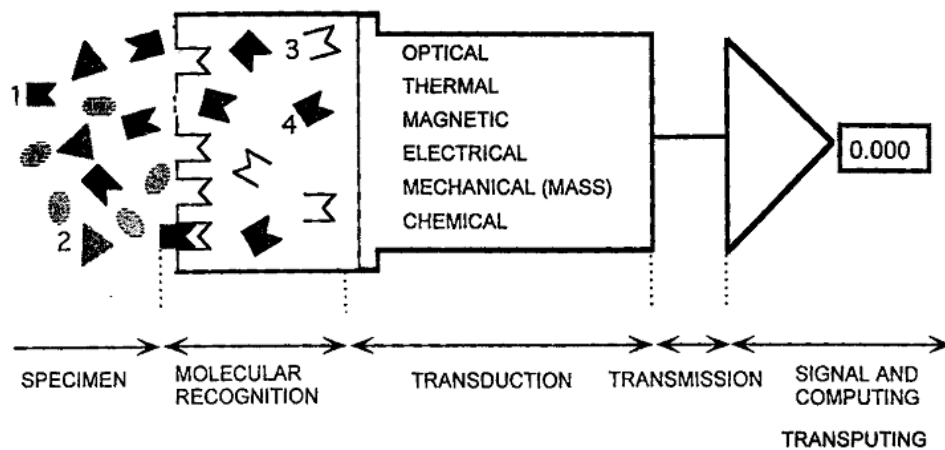 1
2
3
4
OPTICAL
THERMAL
MAGNETIC
ELECTRICAL
MECHANICAL (MASS)
CHEMICAL
0.000
SPECIMEN
MOLECULAR
RECOGNITION
TRANSDUCTION
TRANSMISSION
SIGNAL AND
COMPUTING
TRANSPUTING